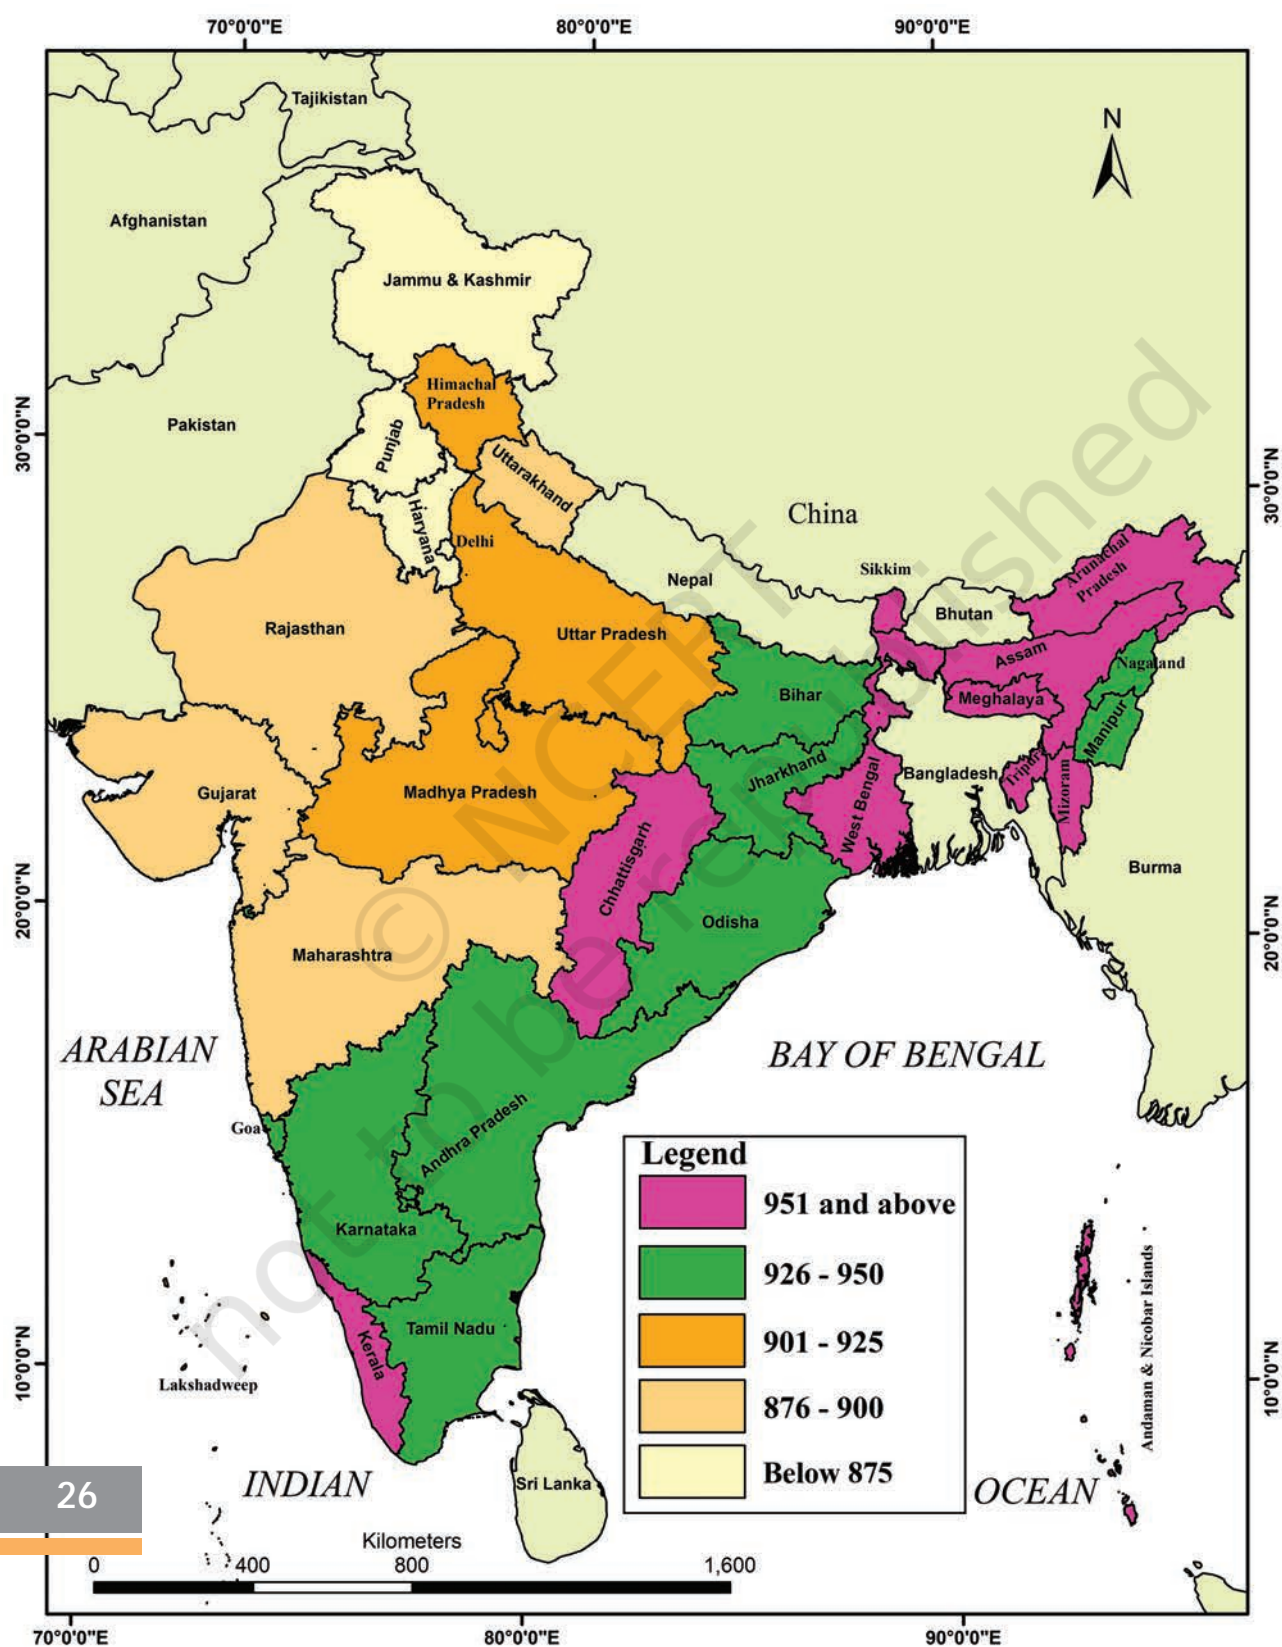 70°0'0"E 80°0'0"E 90°0'0"E
Tajikistan
N
Afghanistan
Jammu & Kashmir
Himachal
Pradesh
Pakistan
Punjab
30°0'0"N
30°0'0"N
Uttarakhand
Haryana
China
Delhi
Sikkim
Nepal
Arunachal
Pradesh
Bhutan
Rajasthan
Uttar Pradesh
Assam
Nagaland
Bihar
Meghalaya
Manipur
Jharkhand
Bangladesh
Tripura
Gujarat
Madhya Pradesh
Mizoram
West Bengal
Chhattisgarh
Burma
20°0'0"N
20°0'0"N
Odisha
Maharashtra
ARABIAN
SEA
BAY OF BENGAL
Goa
Andhra Pradesh
Karnataka
Tamil Nadu
Kerala
Lakshadweep
Legend
951 and above
926 - 950
901 - 925
876 - 900
Below 875
Andaman & Nicobar Islands
10°0'0"N
10°0'0"N
INDIAN
Sri Lanka
OCEAN
26
Kilometers
0 400 800 1,600
70°0'0"E 80°0'0"E 90°0'0"E
© NCERT
not to be republished